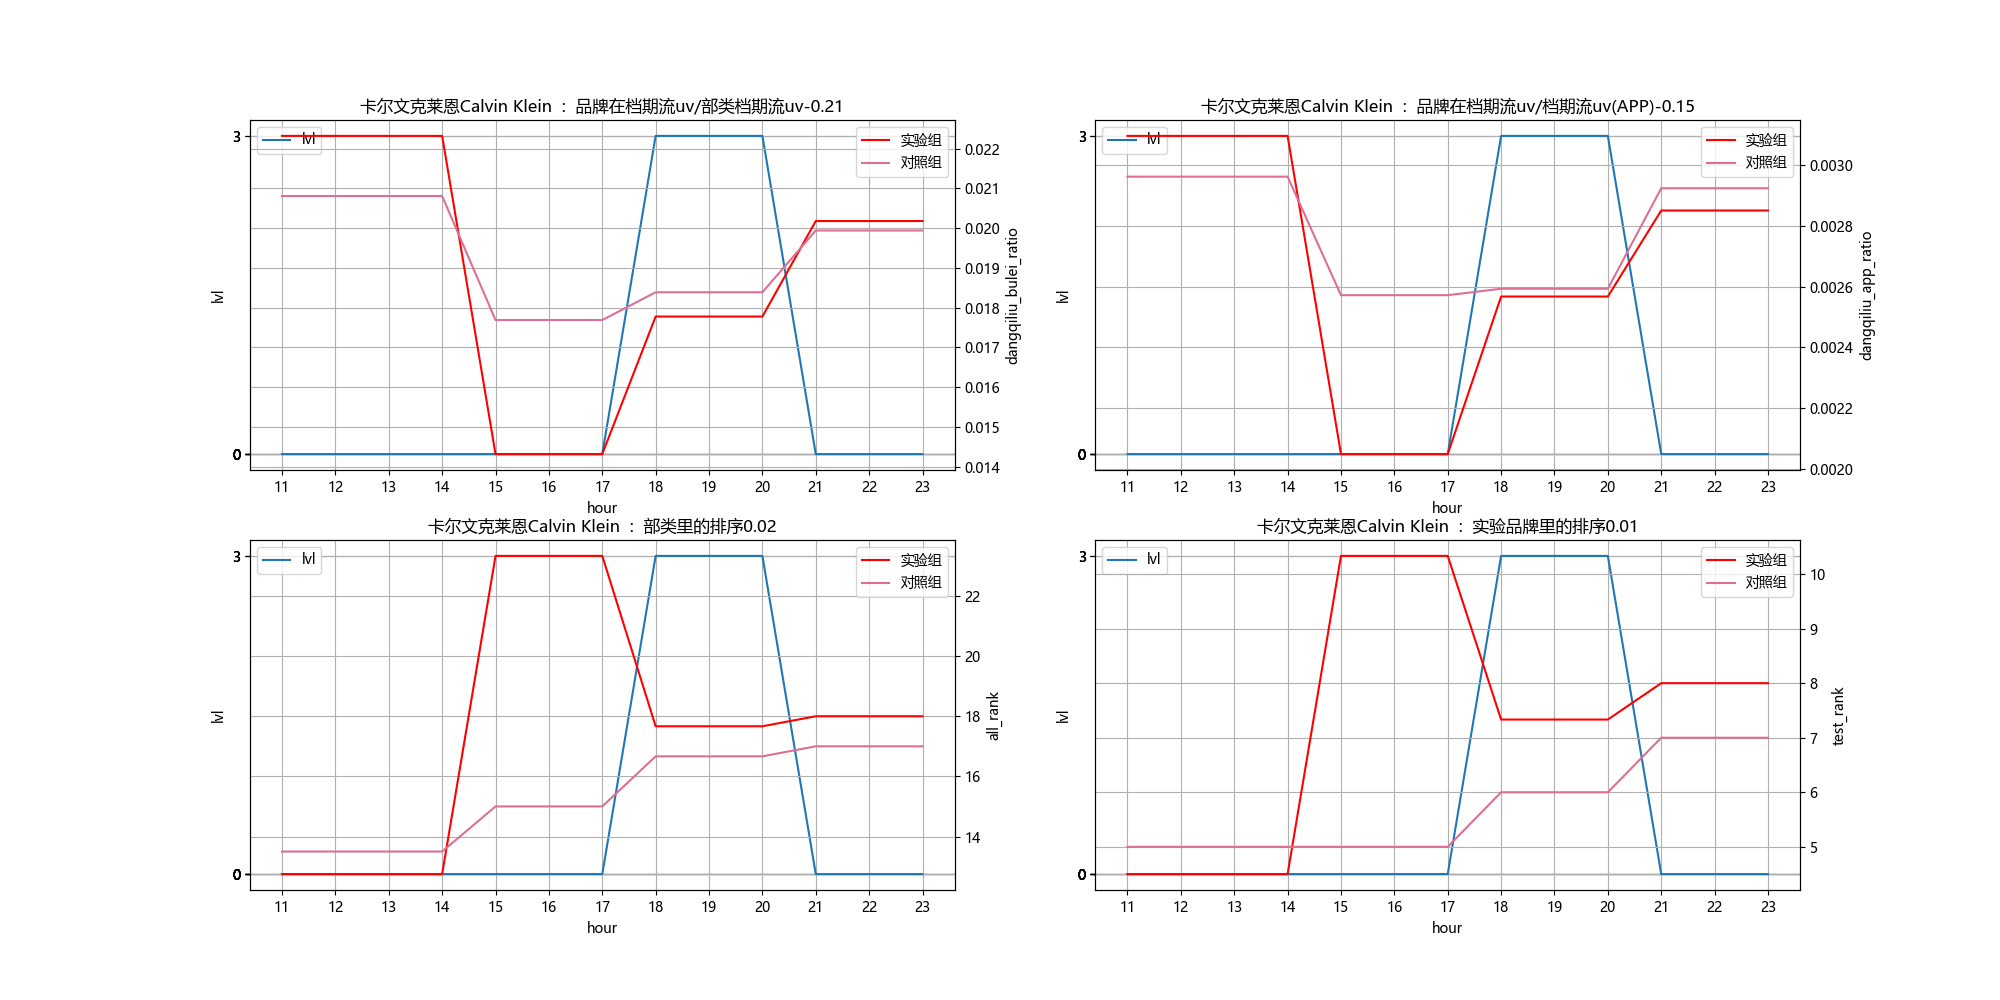 卡尔文克莱恩Calvin Klein ：品牌在档期流uv/部类档期流uv-0.21
lvl
实验组
对照组
3
0
lvl
0.022
0.021
0.020
0.019
0.018
0.017
0.016
0.015
0.014
dangqiliu_bulei_ratio
11 12 13 14 15 16 17 18 19 20 21 22 23
hour
卡尔文克莱恩Calvin Klein ：品牌在档期流uv/档期流uv(APP)-0.15
lvl
实验组
对照组
3
0
lvl
0.0030
0.0028
0.0026
0.0024
0.0022
0.0020
dangqiliu_app_ratio
11 12 13 14 15 16 17 18 19 20 21 22 23
hour
卡尔文克莱恩Calvin Klein ：部类里的排序0.02
lvl
实验组
对照组
3
0
lvl
22
20
18
16
14
all_rank
11 12 13 14 15 16 17 18 19 20 21 22 23
hour
卡尔文克莱恩Calvin Klein ：实验品牌里的排序0.01
lvl
实验组
对照组
3
0
lvl
10
9
8
7
6
5
test_rank
11 12 13 14 15 16 17 18 19 20 21 22 23
hour